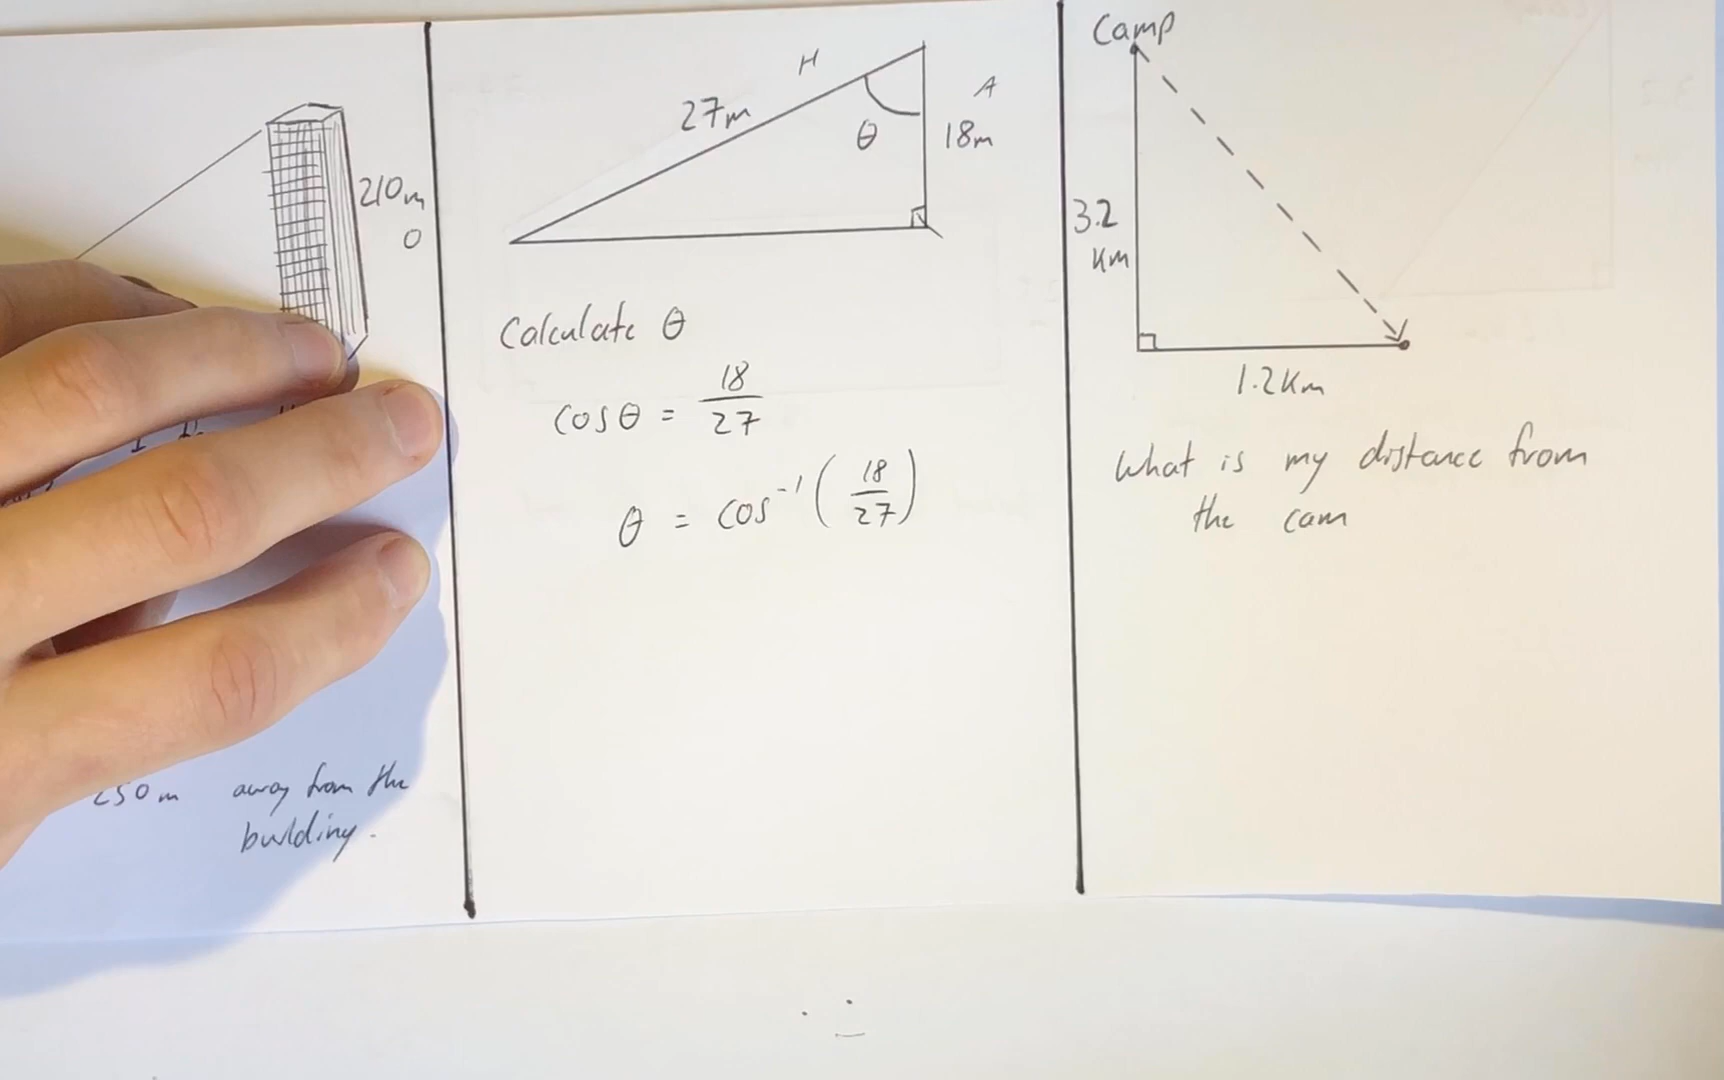 210m
O
250m away from the
building.
H
27m
A
θ
18m
Calculate θ
cosθ = 18/27
θ = cos⁻¹(18/27)
Camp
3.2
Km
1.2Km
What is my distance from
the cam